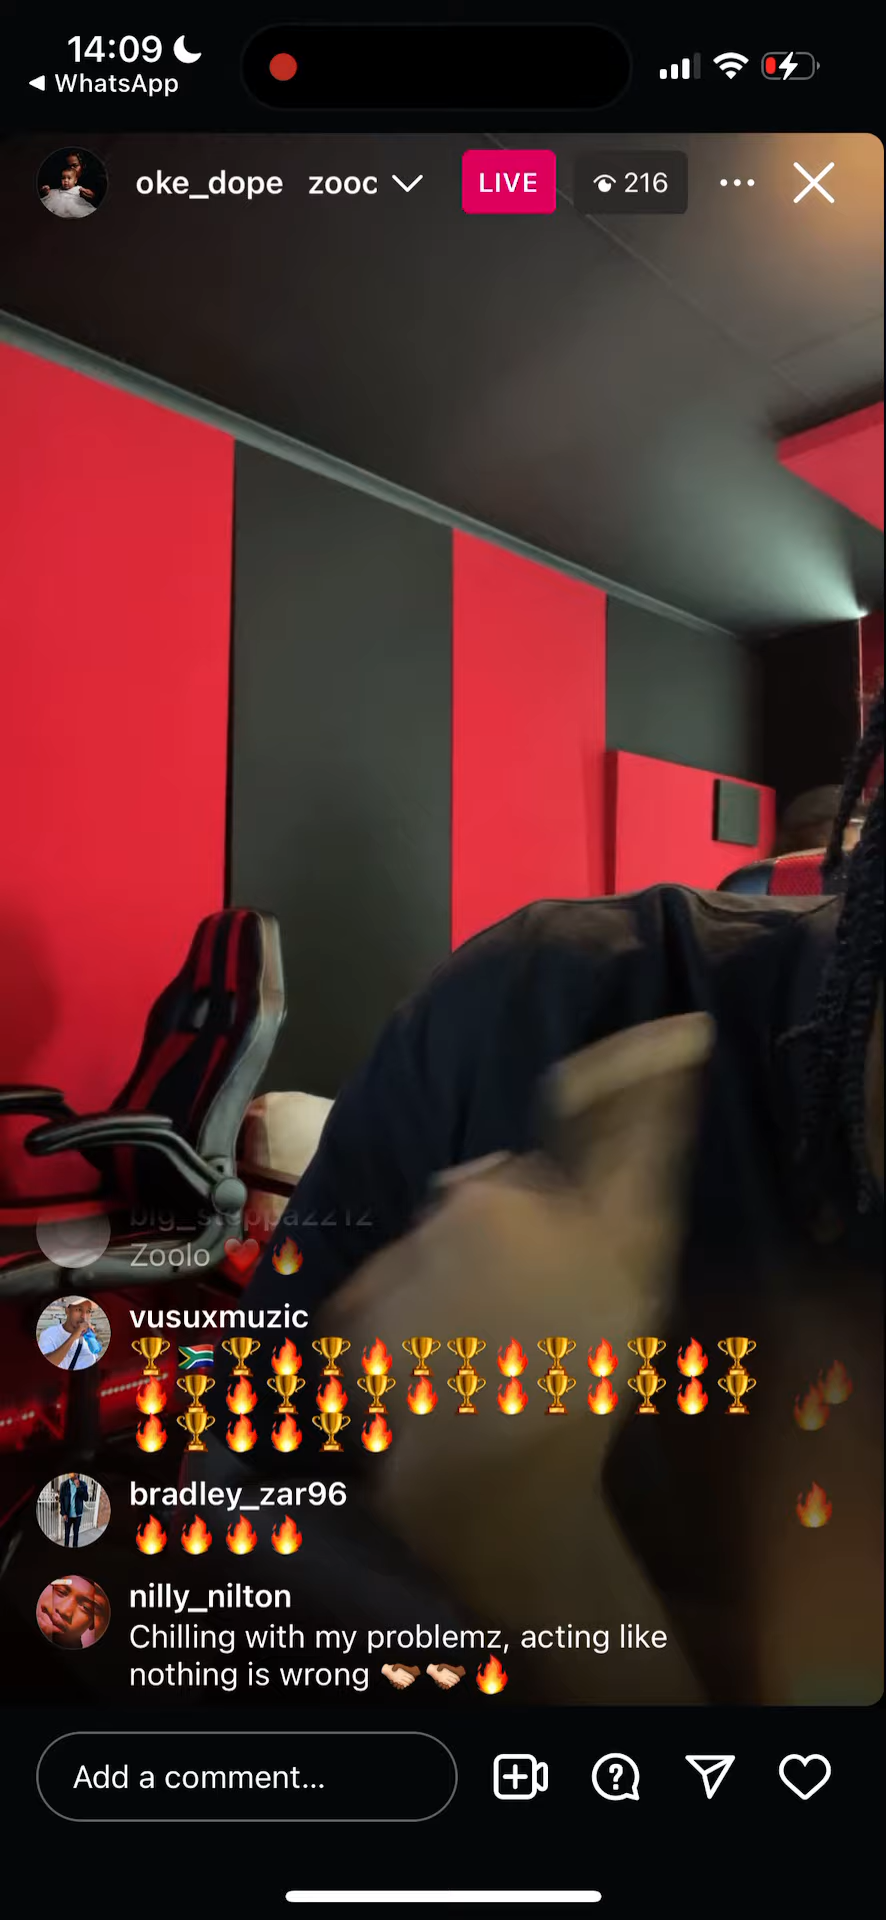 14:09
WhatsApp
oke_dope zooc
LIVE
216
big_steppa2212
Zoolo ❤️ 🔥
vusuxmuzic
🏆🇿🇦🏆🔥🏆🔥🏆🏆🔥🏆🔥🏆🔥🏆
🔥🏆🔥🏆🔥🏆🔥🏆🔥🏆🔥🏆🔥🏆
🔥🏆🔥🔥🏆🔥
bradley_zar96
🔥🔥🔥🔥
nilly_nilton
Chilling with my problemz, acting like
nothing is wrong 🤝🏻🤝🏻🔥
Add a comment...